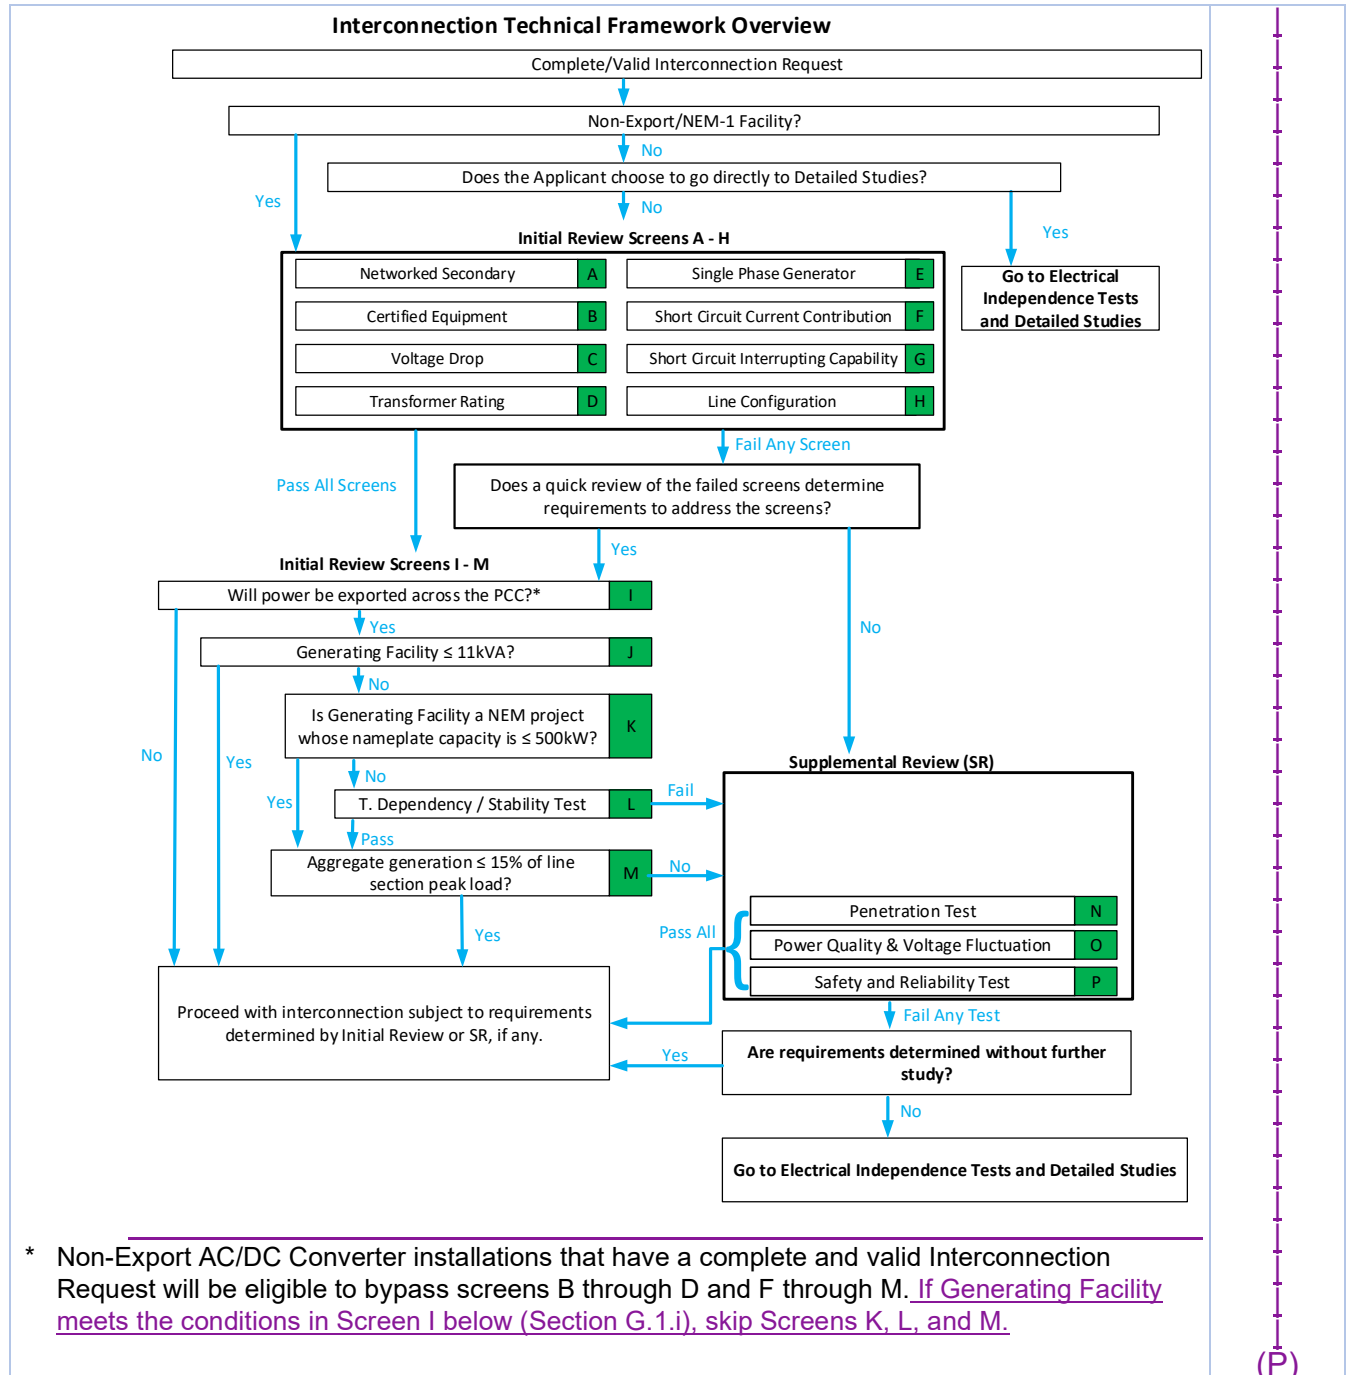 Interconnection Technical Framework Overview
Complete/Valid Interconnection Request
Non-Export/NEM-1 Facility?
No
Does the Applicant choose to go directly to Detailed Studies?
Yes
No
Yes
Initial Review Screens A - H
Networked Secondary A
Single Phase Generator E
Certified Equipment B
Short Circuit Current Contribution F
Voltage Drop C
Short Circuit Interrupting Capability G
Transformer Rating D
Line Configuration H
Go to Electrical
Independence Tests
and Detailed Studies
Fail Any Screen
Pass All Screens
Does a quick review of the failed screens determine
requirements to address the screens?
Yes
No
Initial Review Screens I - M
Will power be exported across the PCC?* I
Yes
Generating Facility ≤ 11kVA? J
No
Is Generating Facility a NEM project
whose nameplate capacity is ≤ 500kW?
K
No
Yes
Yes
No
T. Dependency / Stability Test L
Fail
Pass
Aggregate generation ≤ 15% of line
section peak load?
M
No
Yes
Supplemental Review (SR)
Penetration Test N
Power Quality & Voltage Fluctuation O
Safety and Reliability Test P
Pass All
Fail Any Test
Proceed with interconnection subject to requirements
determined by Initial Review or SR, if any.
Are requirements determined without further
study?
Yes
No
Go to Electrical Independence Tests and Detailed Studies
* Non-Export AC/DC Converter installations that have a complete and valid Interconnection
Request will be eligible to bypass screens B through D and F through M. If Generating Facility
meets the conditions in Screen I below (Section G.1.i), skip Screens K, L, and M.
(P)